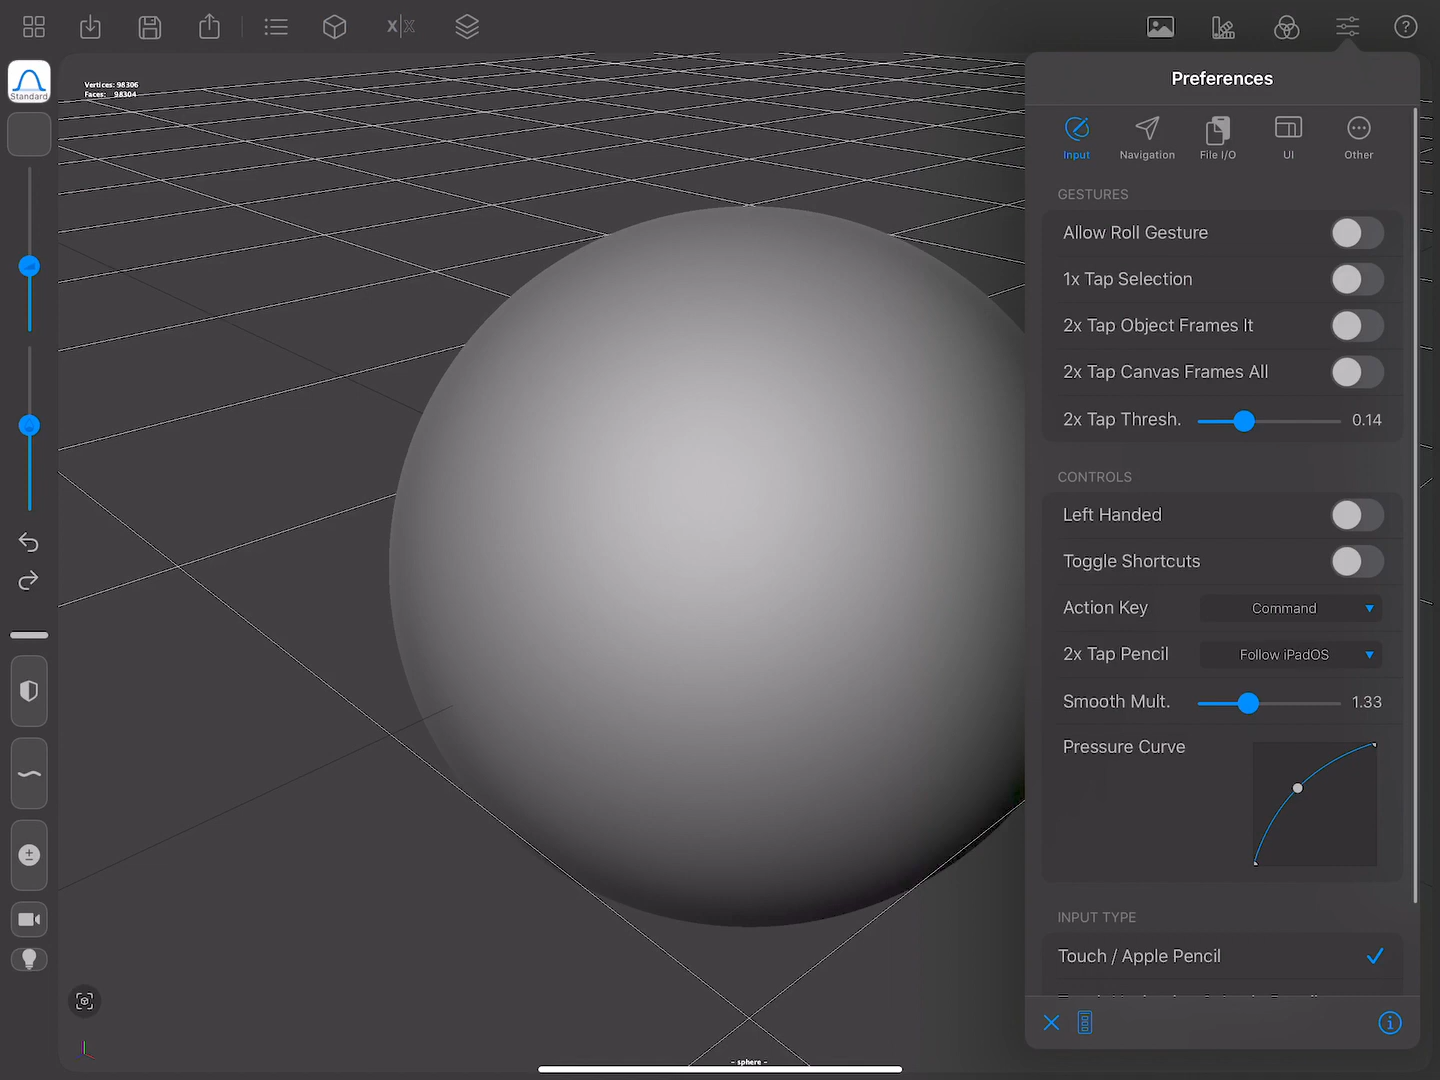 Standard
Vertices: 98306
Faces: 98304
Preferences
Input
Navigation
File I/O
UI
Other
GESTURES
Allow Roll Gesture
1x Tap Selection
2x Tap Object Frames It
2x Tap Canvas Frames All
2x Tap Thresh. 0.14
CONTROLS
Left Handed
Toggle Shortcuts
Action Key Command
2x Tap Pencil Follow iPadOS
Smooth Mult. 1.33
Pressure Curve
INPUT TYPE
Touch / Apple Pencil
- sphere -